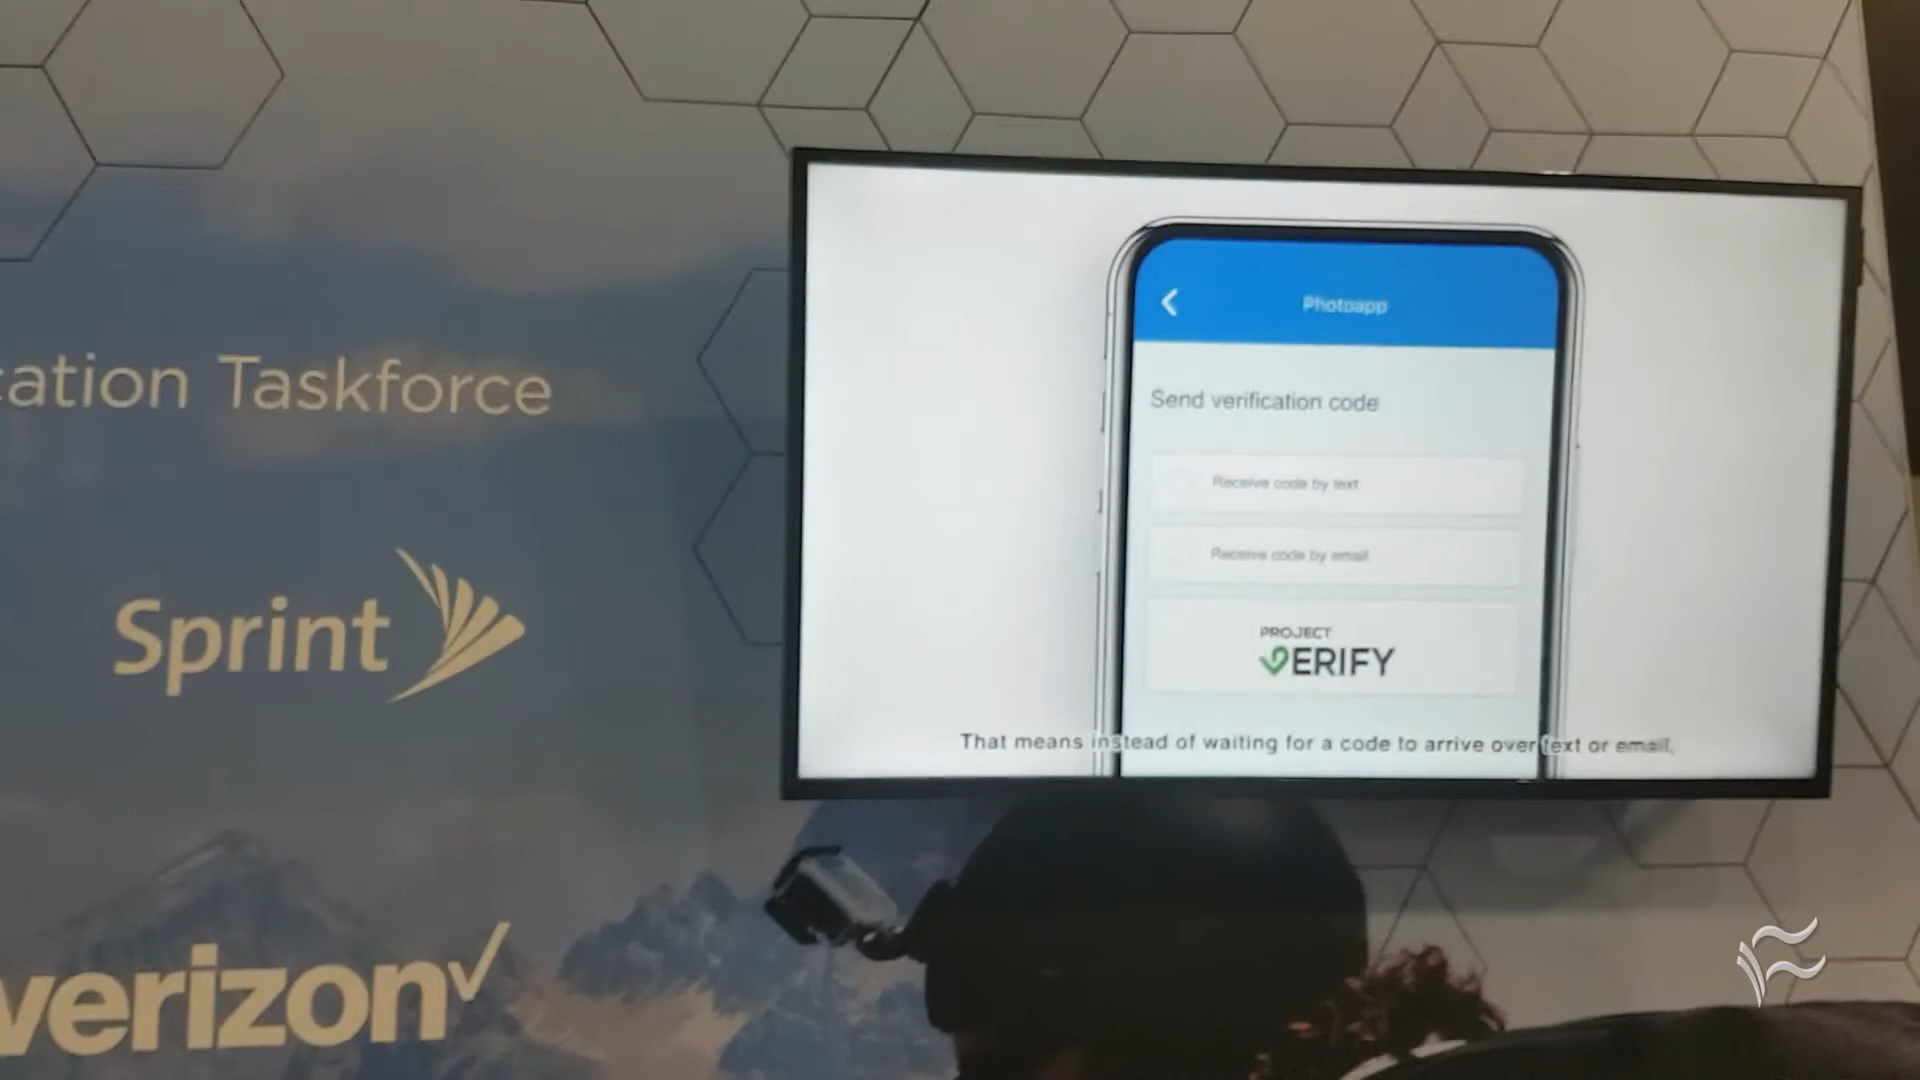 cation Taskforce
Sprint
verizon
Photoapp
Send verification code
Receive code by text
Receive code by email
PROJECT
VERIFY
That means instead of waiting for a code to arrive over text or email,